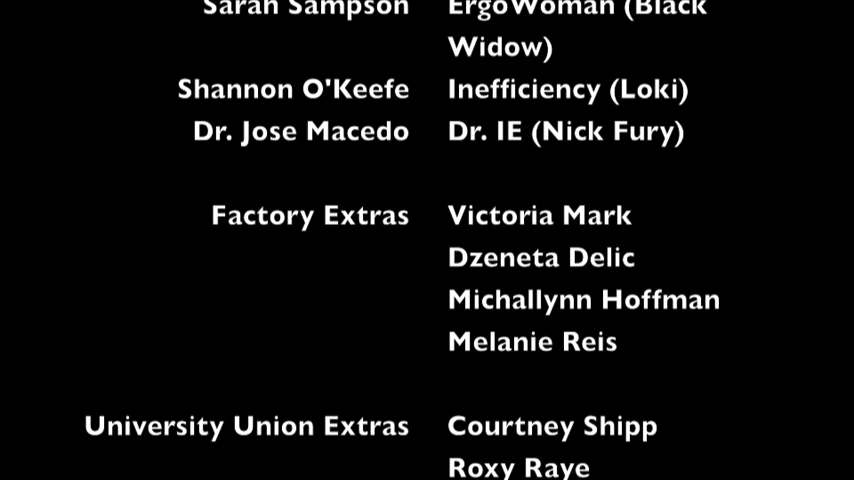 Sarah Sampson ErgoWoman (Black
Widow)
Shannon O'Keefe Inefficiency (Loki)
Dr. Jose Macedo Dr. IE (Nick Fury)
Factory Extras Victoria Mark
Dzeneta Delic
Michallynn Hoffman
Melanie Reis
University Union Extras Courtney Shipp
Roxy Raye